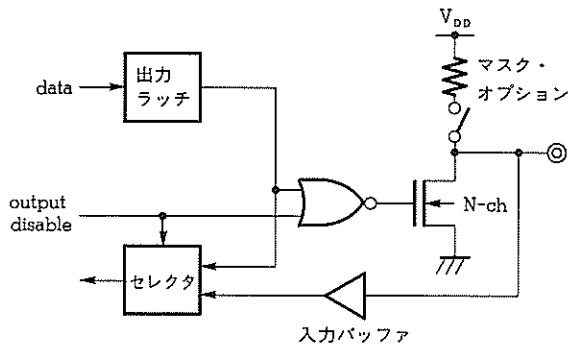 V_DD
マスク・
オプション
出力
ラッチ
data
N-ch
output
disable
セレクタ
入力バッファ